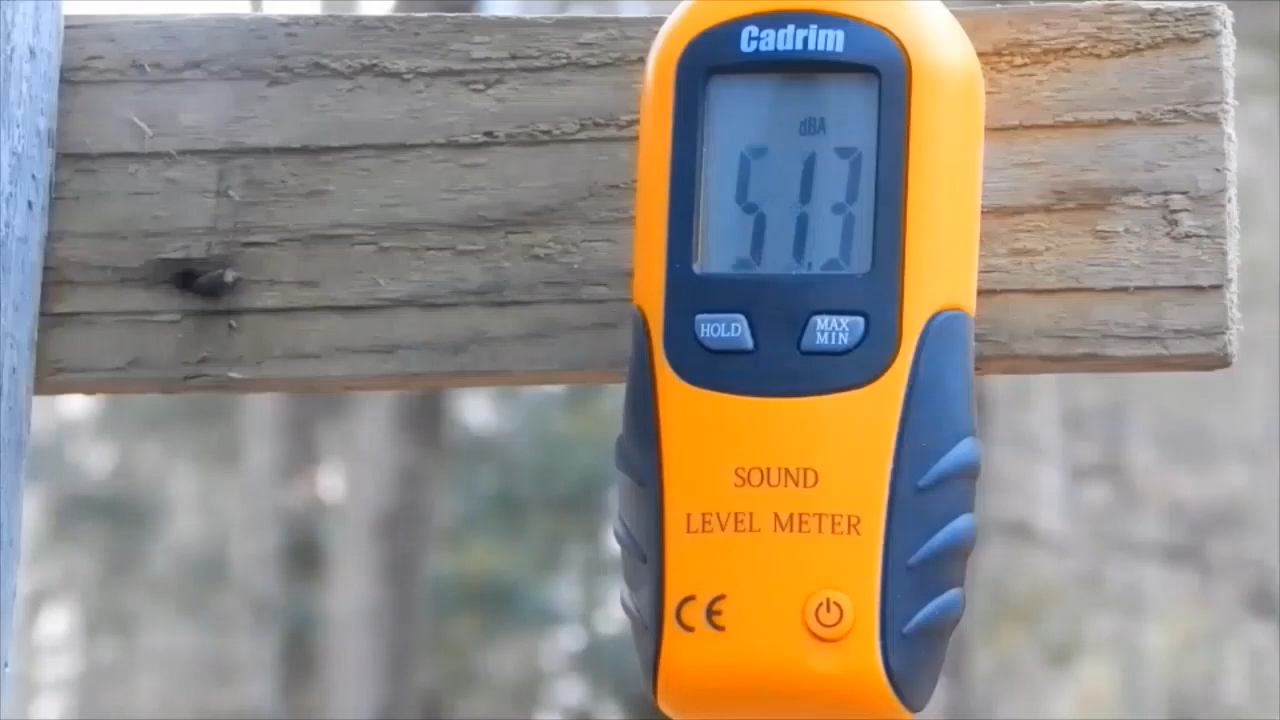 Cadrim
dBA
51.3
HOLD
MAX
MIN
SOUND
LEVEL METER
CE